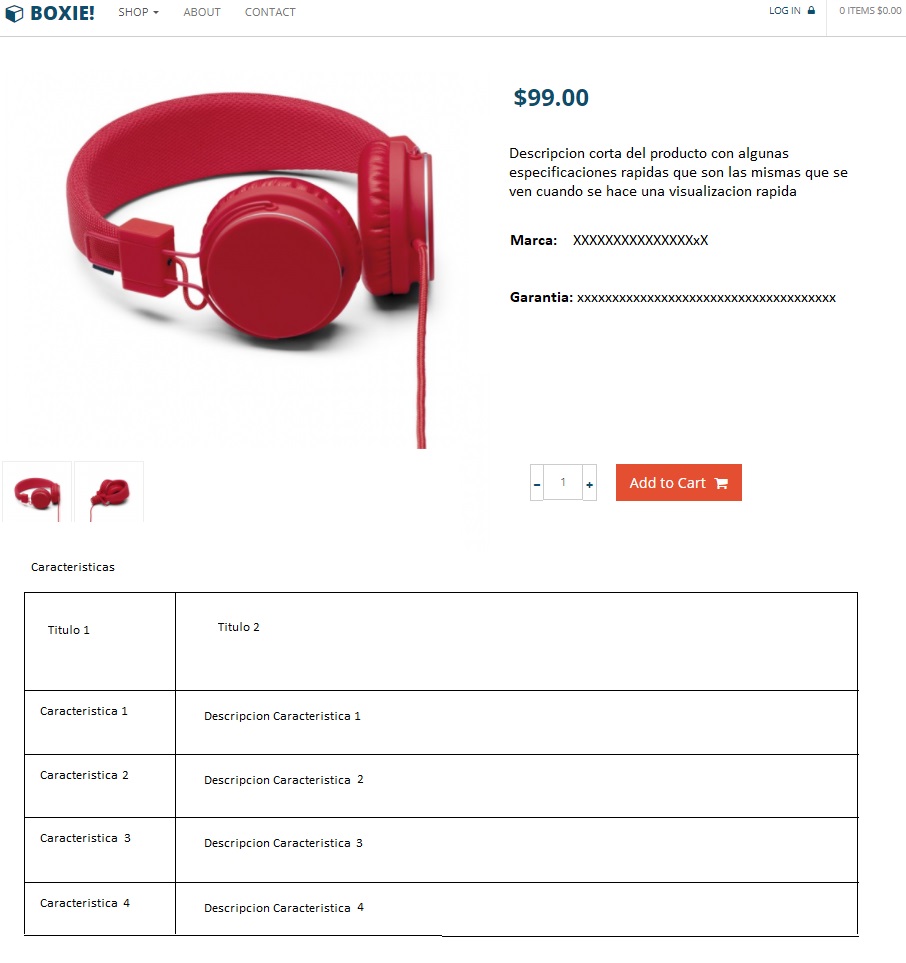 BOXIE! SHOP ABOUT CONTACT LOG IN 0 ITEMS $0.00
$99.00
Descripcion corta del producto con algunas
especificaciones rapidas que son las mismas que se
ven cuando se hace una visualizacion rapida
Marca: XXXXXXXXXXXXXXXxX
Garantia: xxxxxxxxxxxxxxxxxxxxxxxxxxxxxxxxxxxxx
- 1 + Add to Cart
Caracteristicas
Titulo 1 Titulo 2
Caracteristica 1 Descripcion Caracteristica 1
Caracteristica 2 Descripcion Caracteristica 2
Caracteristica 3 Descripcion Caracteristica 3
Caracteristica 4 Descripcion Caracteristica 4